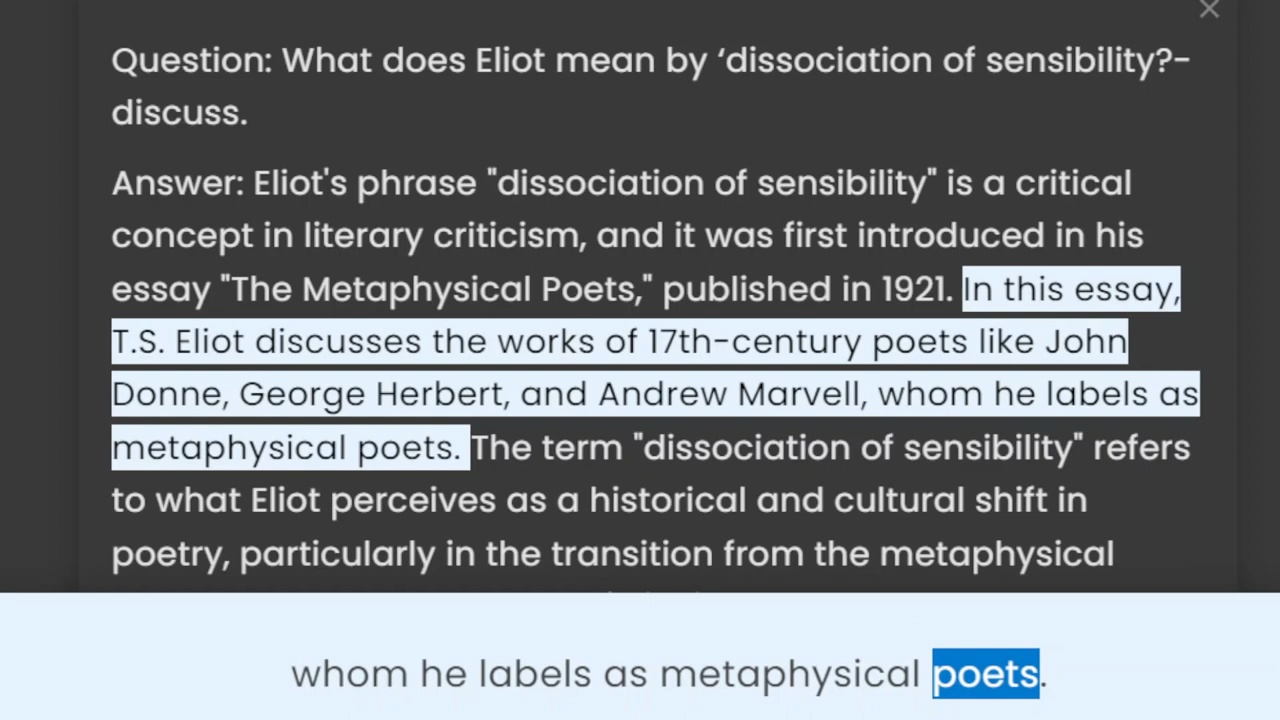 Question: What does Eliot mean by ‘dissociation of sensibility?-
discuss.
Answer: Eliot's phrase "dissociation of sensibility" is a critical
concept in literary criticism, and it was first introduced in his
essay "The Metaphysical Poets," published in 1921. In this essay,
T.S. Eliot discusses the works of 17th-century poets like John
Donne, George Herbert, and Andrew Marvell, whom he labels as
metaphysical poets. The term "dissociation of sensibility" refers
to what Eliot perceives as a historical and cultural shift in
poetry, particularly in the transition from the metaphysical
whom he labels as metaphysical poets.